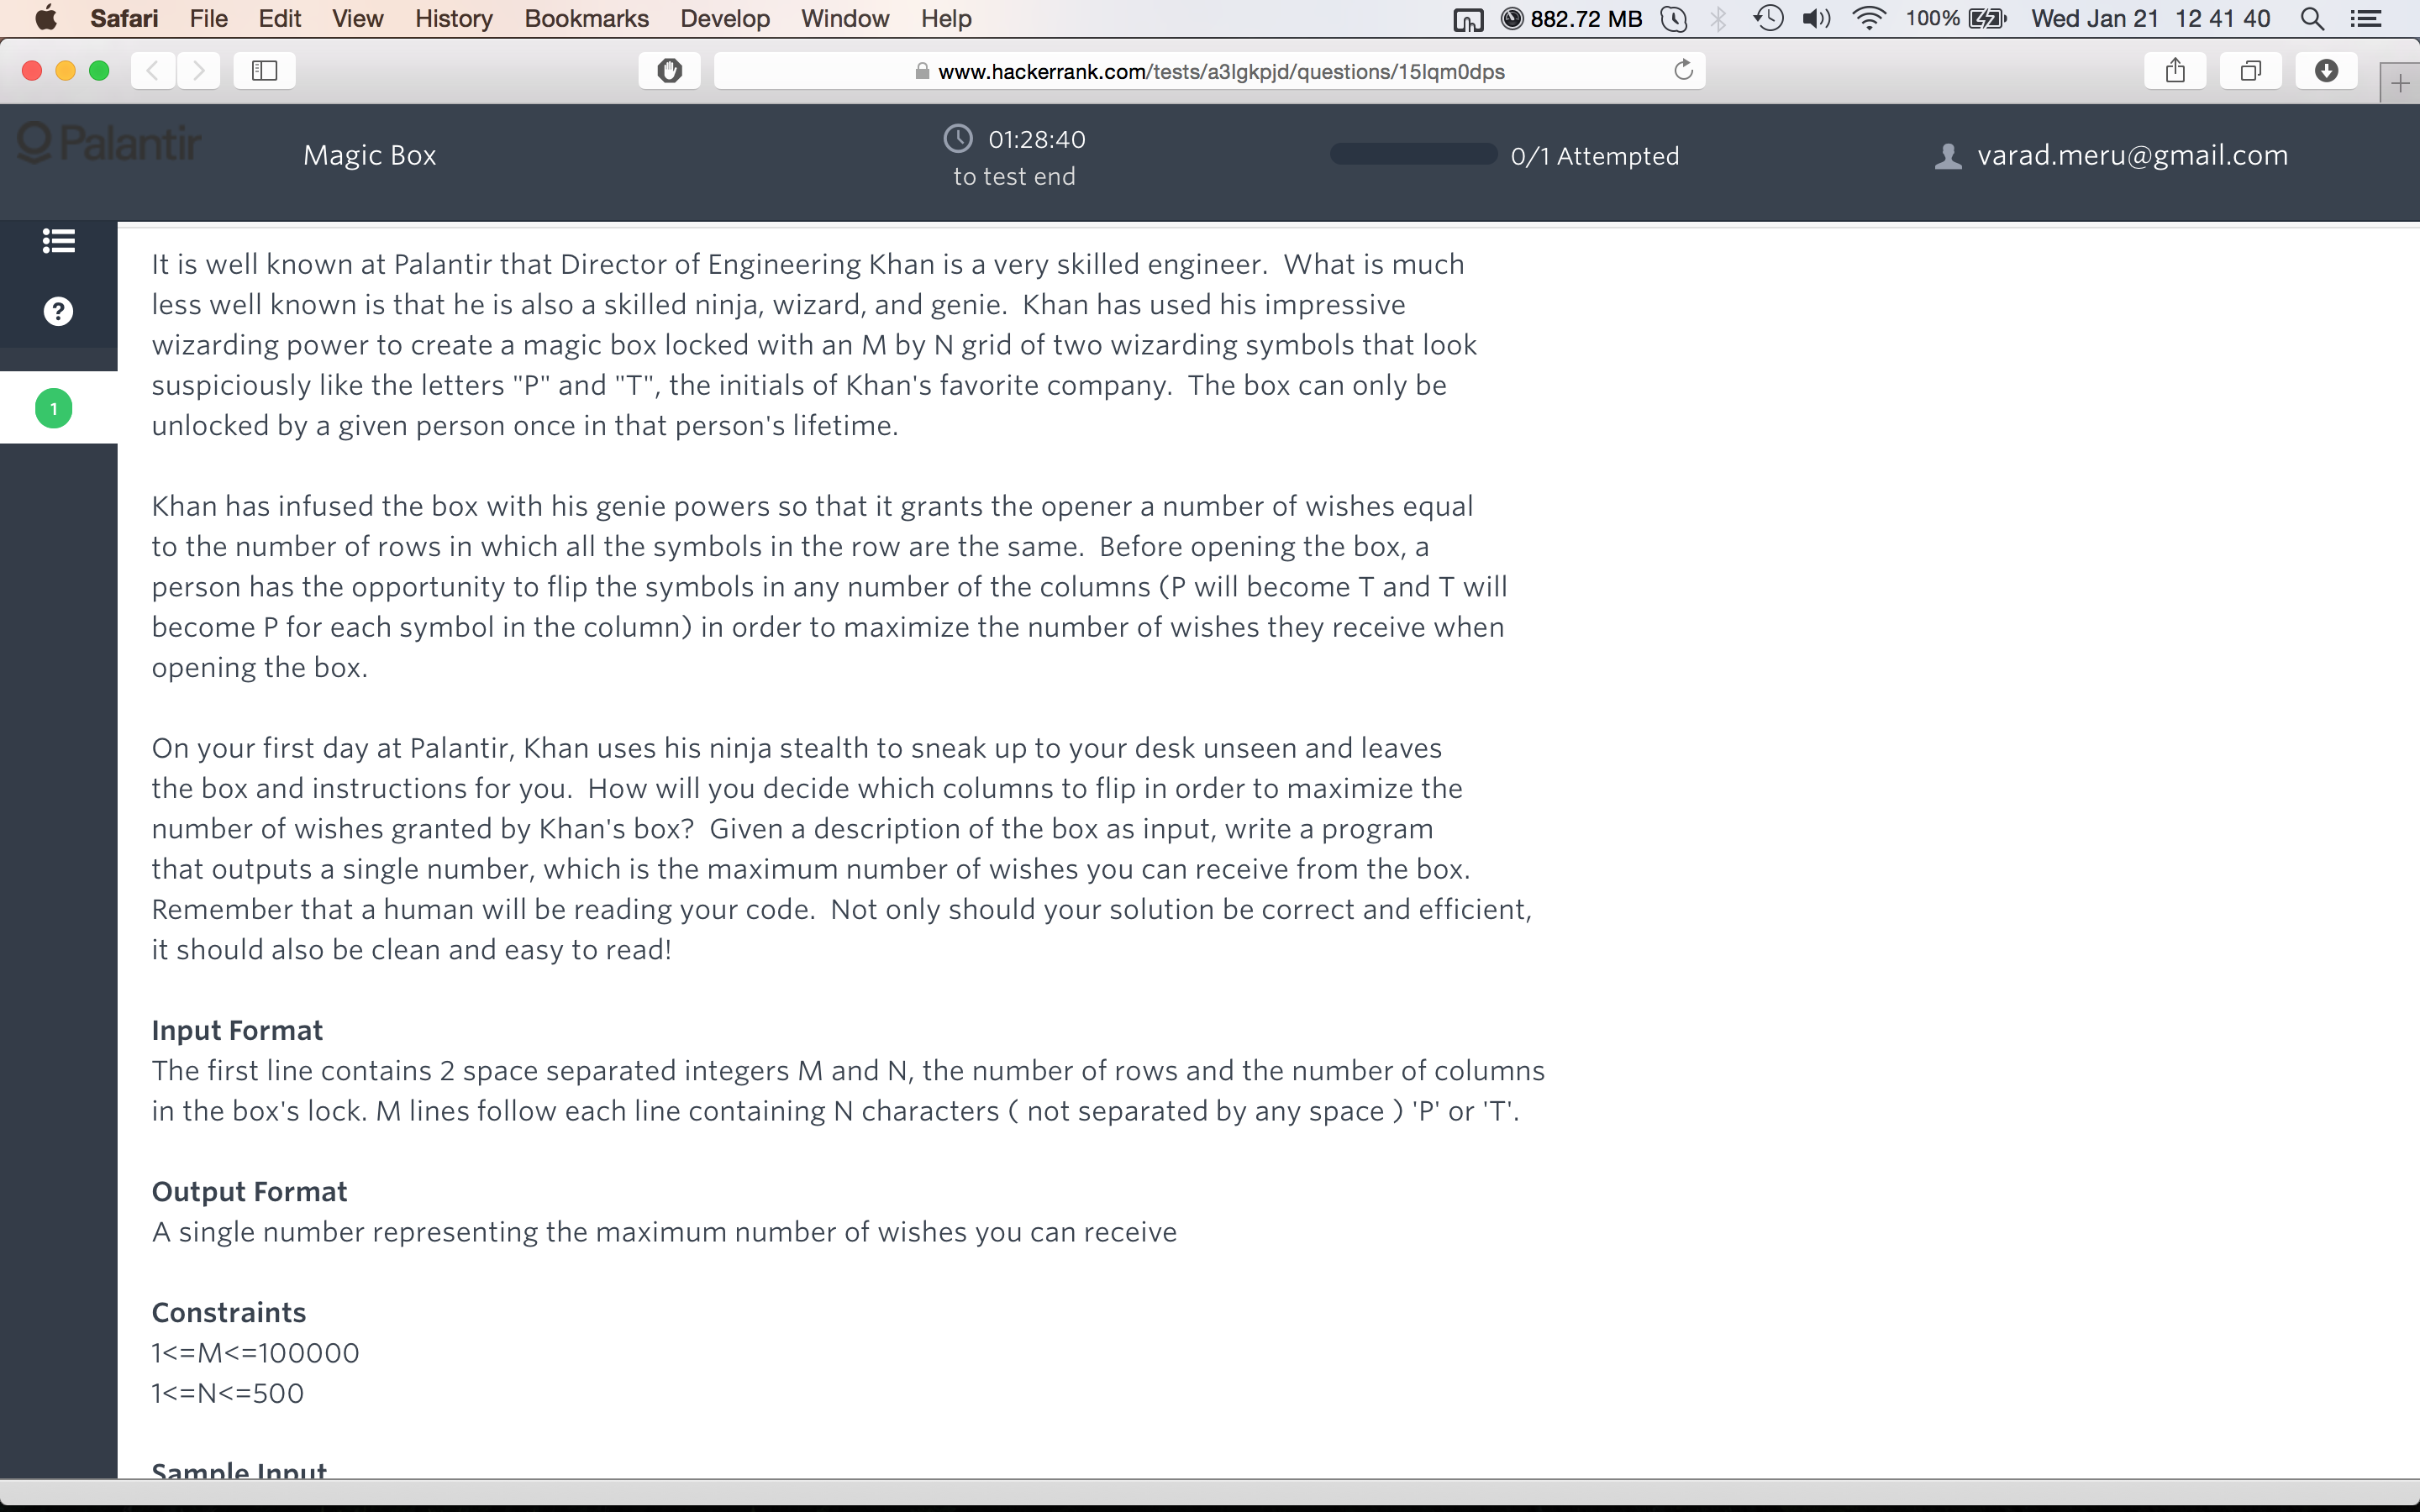 Safari File Edit View History Bookmarks Develop Window Help 882.72 MB 100% Wed Jan 21 12 41 40
www.hackerrank.com/tests/a3lgkpjd/questions/15lqm0dps
Palantir
Magic Box
01:28:40
to test end
0/1 Attempted
varad.meru@gmail.com
?
1
It is well known at Palantir that Director of Engineering Khan is a very skilled engineer. What is much
less well known is that he is also a skilled ninja, wizard, and genie. Khan has used his impressive
wizarding power to create a magic box locked with an M by N grid of two wizarding symbols that look
suspiciously like the letters "P" and "T", the initials of Khan's favorite company. The box can only be
unlocked by a given person once in that person's lifetime.
Khan has infused the box with his genie powers so that it grants the opener a number of wishes equal
to the number of rows in which all the symbols in the row are the same. Before opening the box, a
person has the opportunity to flip the symbols in any number of the columns (P will become T and T will
become P for each symbol in the column) in order to maximize the number of wishes they receive when
opening the box.
On your first day at Palantir, Khan uses his ninja stealth to sneak up to your desk unseen and leaves
the box and instructions for you. How will you decide which columns to flip in order to maximize the
number of wishes granted by Khan's box? Given a description of the box as input, write a program
that outputs a single number, which is the maximum number of wishes you can receive from the box.
Remember that a human will be reading your code. Not only should your solution be correct and efficient,
it should also be clean and easy to read!
Input Format
The first line contains 2 space separated integers M and N, the number of rows and the number of columns
in the box's lock. M lines follow each line containing N characters ( not separated by any space ) 'P' or 'T'.
Output Format
A single number representing the maximum number of wishes you can receive
Constraints
1<=M<=100000
1<=N<=500
Sample Input